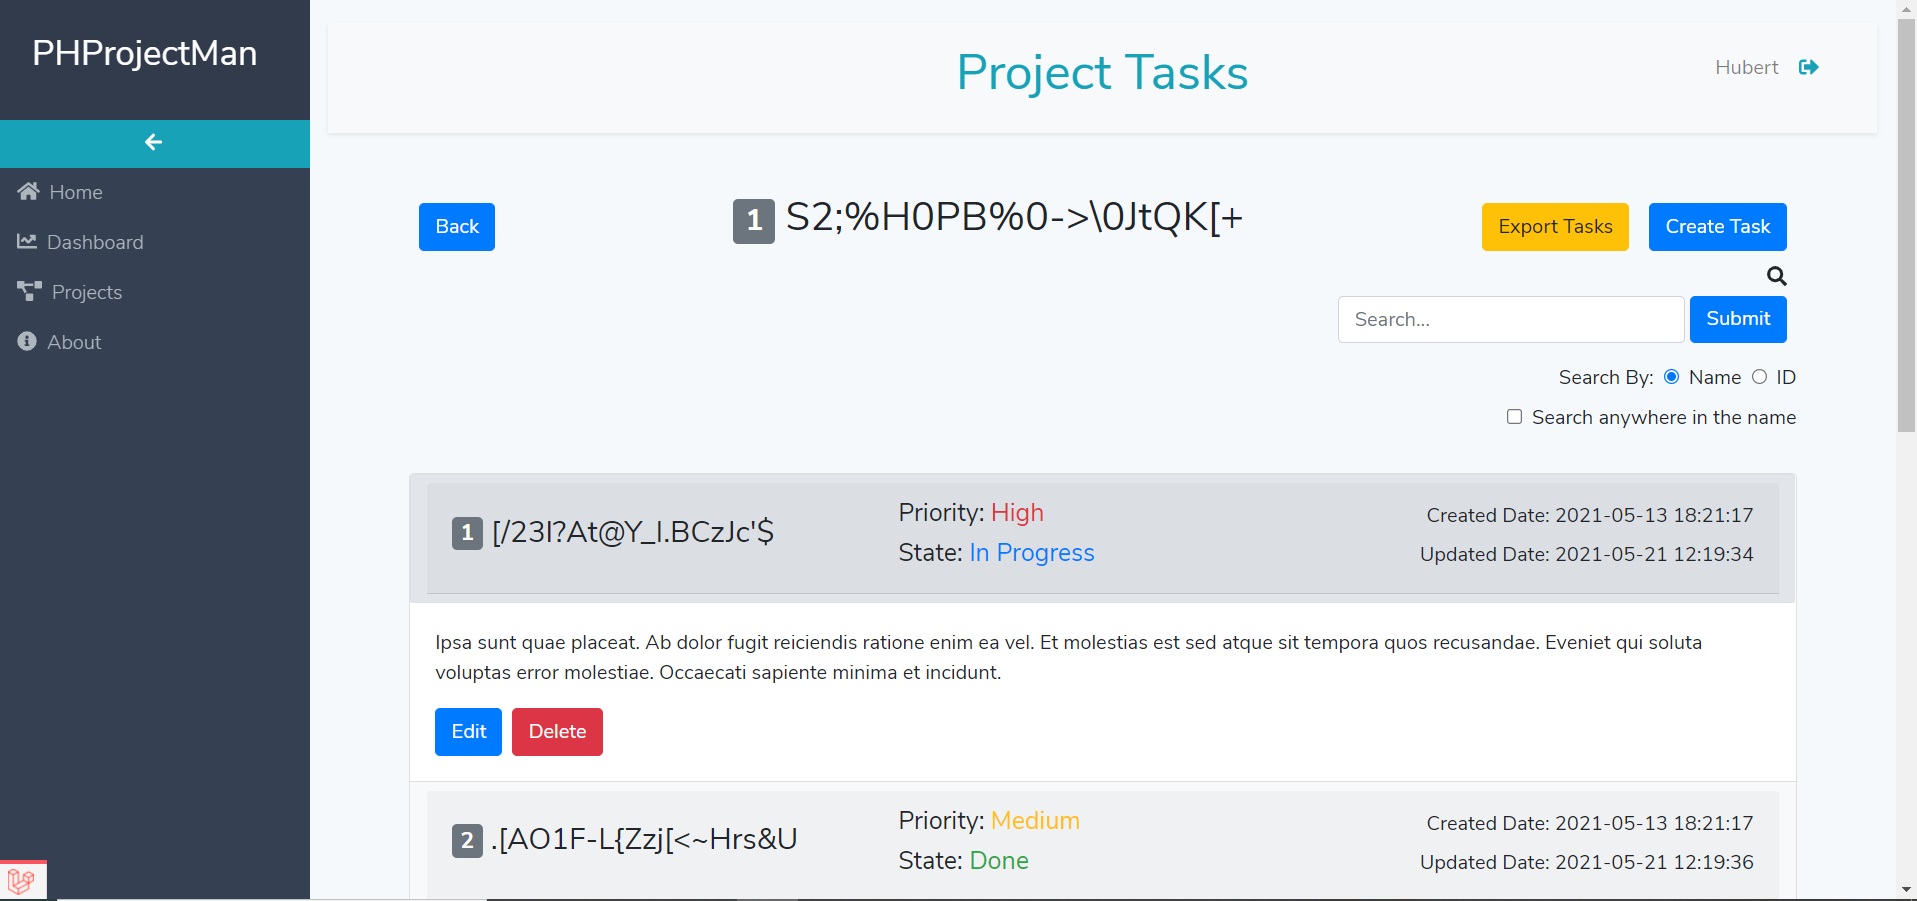 PHProjectMan
Project Tasks
Hubert
Home
Dashboard
Projects
About
Back
1 S2;%H0PB%0->\0JtQK[+
Export Tasks
Create Task
Search...
Submit
Search By: Name ID
Search anywhere in the name
1 [/23I?At@Y_I.BCzJc'$
Priority: High
State: In Progress
Created Date: 2021-05-13 18:21:17
Updated Date: 2021-05-21 12:19:34
Ipsa sunt quae placeat. Ab dolor fugit reiciendis ratione enim ea vel. Et molestias est sed atque sit tempora quos recusandae. Eveniet qui soluta
voluptas error molestiae. Occaecati sapiente minima et incidunt.
Edit
Delete
2 .[AO1F-L{Zzj[<~Hrs&U
Priority: Medium
State: Done
Created Date: 2021-05-13 18:21:17
Updated Date: 2021-05-21 12:19:36